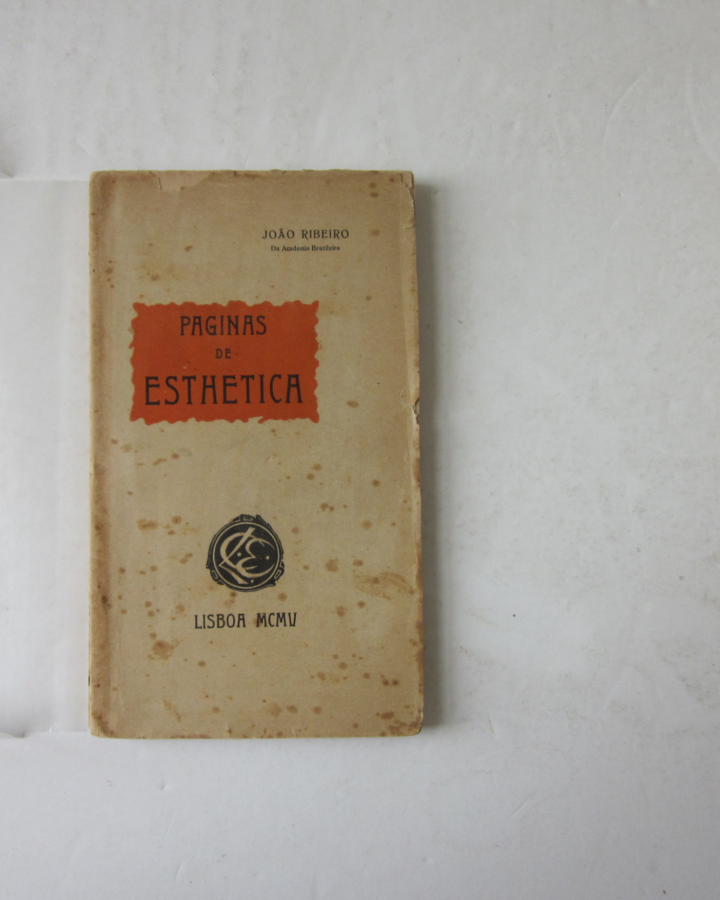 JOÃO RIBEIRO
Da Academia Brazileira
PAGINAS
DE
ESTHETICA
LISBOA MCMV